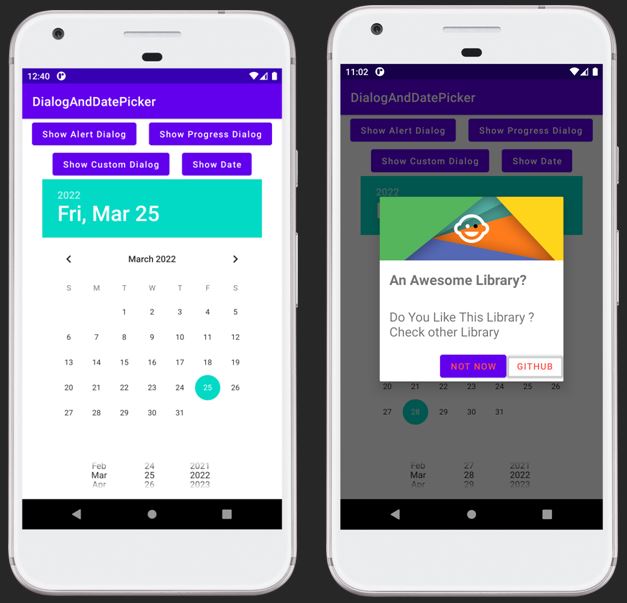 12:40
DialogAndDatePicker
Show Alert Dialog Show Progress Dialog
Show Custom Dialog Show Date
2022
Fri, Mar 25
March 2022
S M T W T F S
1 2 3 4 5
6 7 8 9 10 11 12
13 14 15 16 17 18 19
20 21 22 23 24 25 26
27 28 29 30 31
Feb 24 2021
Mar 25 2022
Apr 26 2023
11:02
DialogAndDatePicker
Show Alert Dialog Show Progress Dialog
Show Custom Dialog Show Date
2022
An Awesome Library?
Do You Like This Library ?
Check other Library
NOT NOW GITHUB
20 21 22 23 24 25 26
27 28 29 30 31
Feb 27 2021
Mar 28 2022
Apr 29 2023